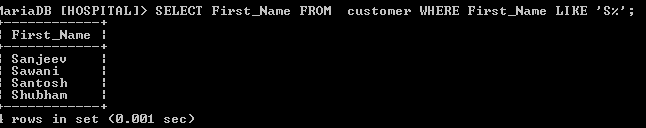 MariaDB [HOSPITAL]> SELECT First_Name FROM  customer WHERE First_Name LIKE 'S%';
+------------+
| First_Name |
+------------+
| Sanjeev    |
| Sawani     |
| Santosh    |
| Shubham    |
+------------+
4 rows in set (0.001 sec)